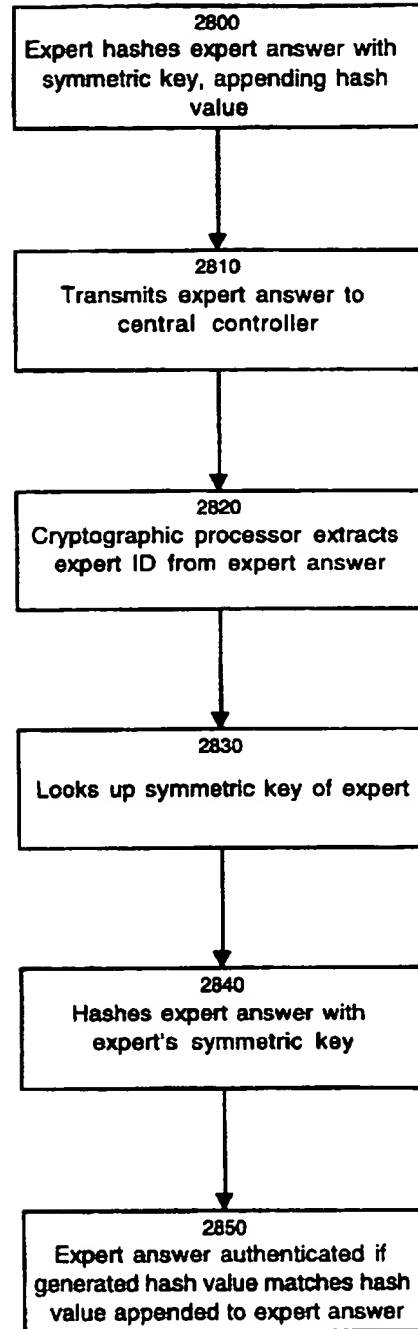 2800
Expert hashes expert answer with
symmetric key, appending hash
value
2810
Transmits expert answer to
central controller
2820
Cryptographic processor extracts
expert ID from expert answer
2830
Looks up symmetric key of expert
2840
Hashes expert answer with
expert's symmetric key
2850
Expert answer authenticated if
generated hash value matches hash
value appended to expert answer